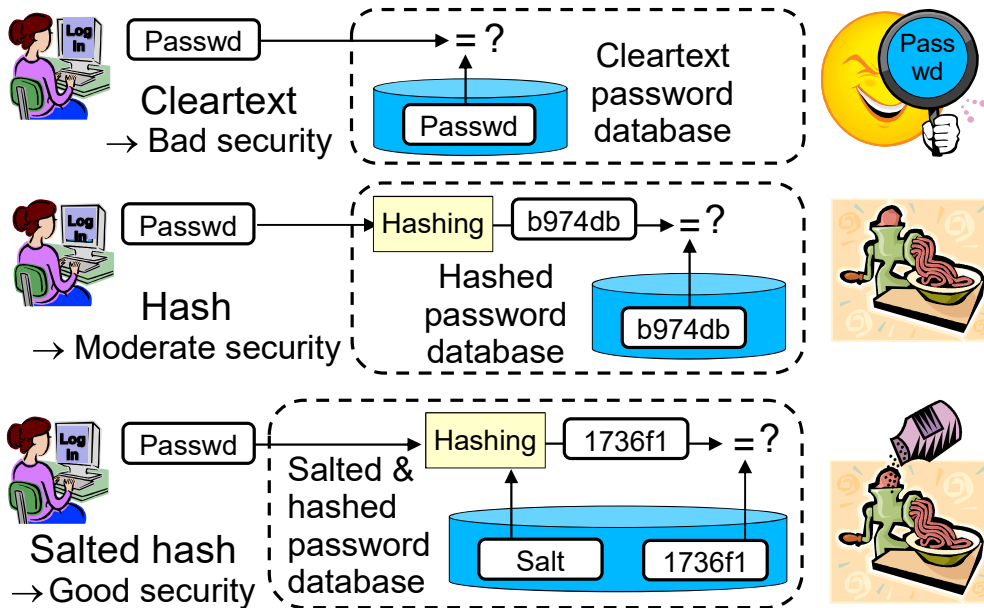 Log
in
Passwd
= ?
Cleartext
→ Bad security
Passwd
Cleartext
password
database
Pass
wd
Log
in
Passwd
Hashing
b974db
= ?
Hash
→ Moderate security
Hashed
password
database
b974db
Log
in
Passwd
Hashing
1736f1
= ?
Salted &
hashed
password
database
Salted hash
→ Good security
Salt
1736f1